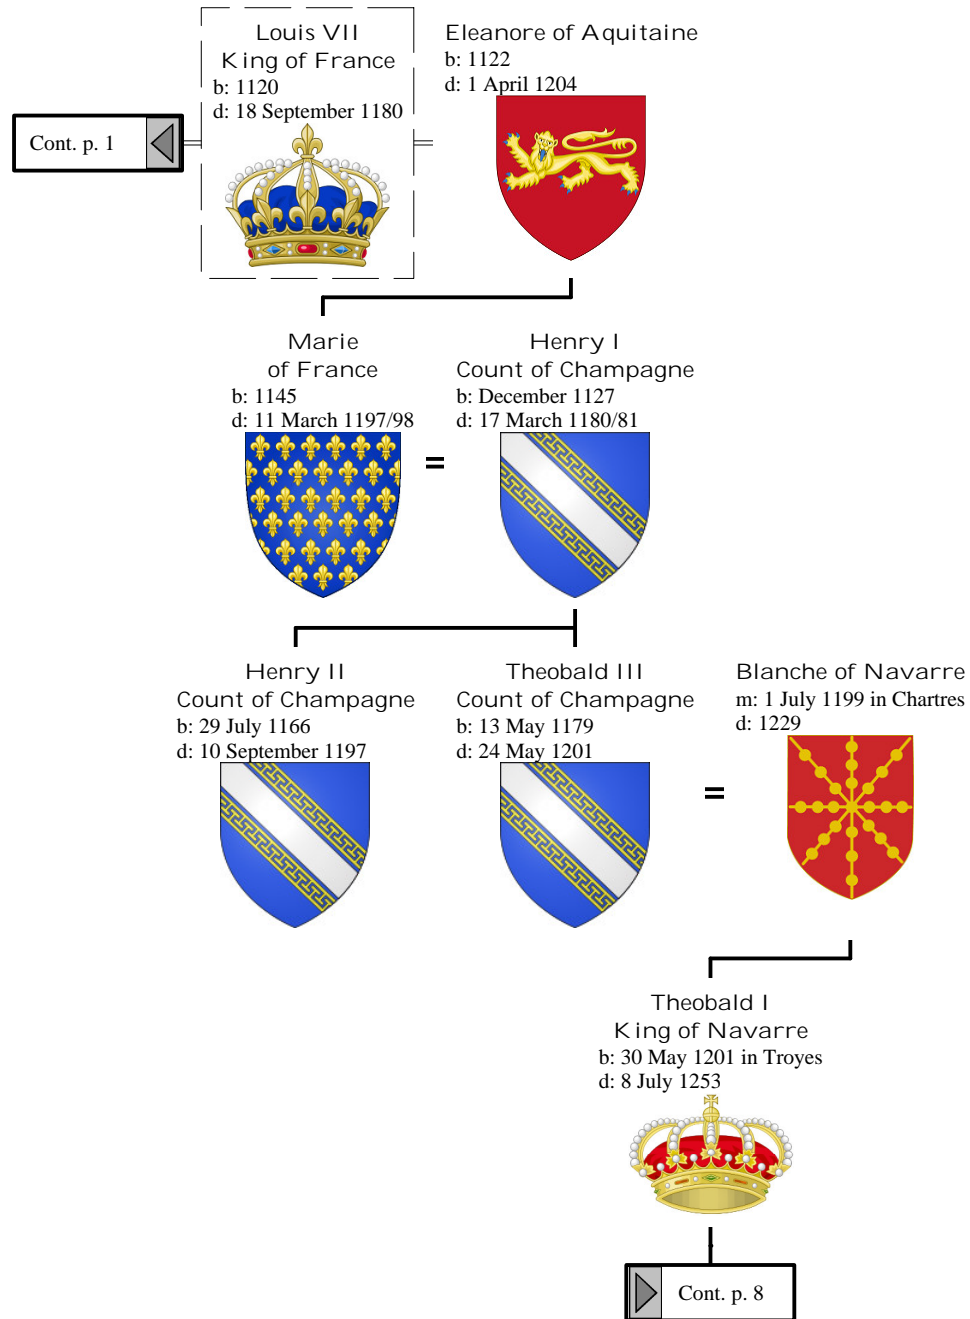 Louis VII
King of France
b: 1120
d: 18 September 1180
Eleanore of Aquitaine
b: 1122
d: 1 April 1204
Cont. p. 1
Marie
of France
b: 1145
d: 11 March 1197/98
Henry I
Count of Champagne
b: December 1127
d: 17 March 1180/81
=
Henry II
Count of Champagne
b: 29 July 1166
d: 10 September 1197
Theobald III
Count of Champagne
b: 13 May 1179
d: 24 May 1201
Blanche of Navarre
m: 1 July 1199 in Chartres
d: 1229
=
Theobald I
King of Navarre
b: 30 May 1201 in Troyes
d: 8 July 1253
Cont. p. 8